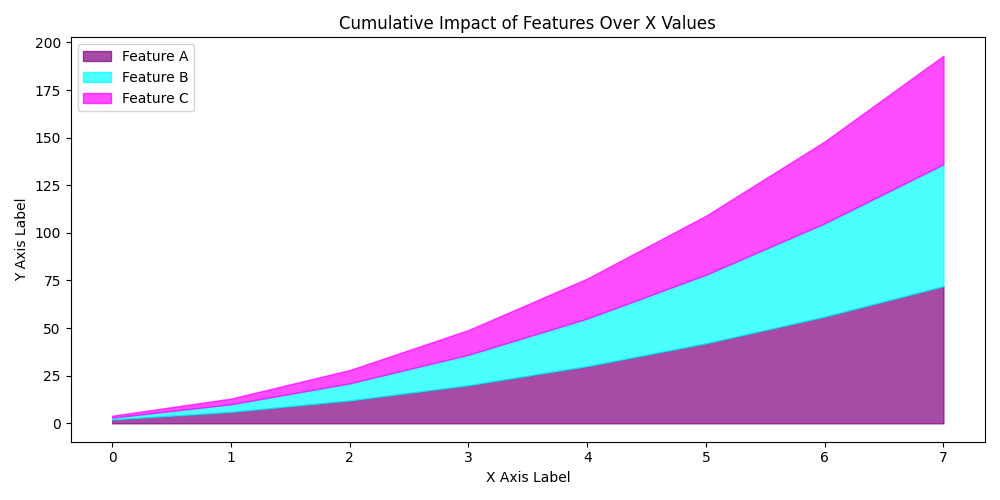 Cumulative Impact of Features Over X Values
Feature A
Feature B
Feature C
200
175
150
125
100
75
50
25
0
Y Axis Label
0 1 2 3 4 5 6 7
X Axis Label